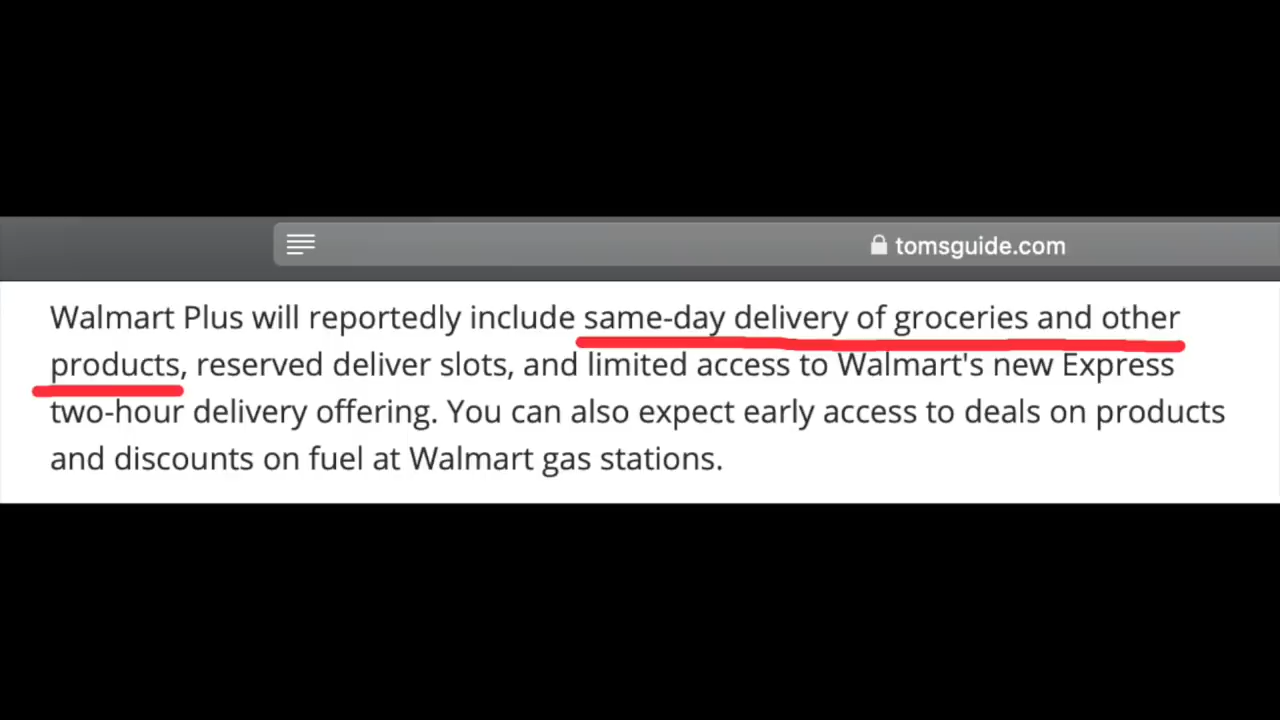 tomsguide.com
Walmart Plus will reportedly include same-day delivery of groceries and other
products, reserved deliver slots, and limited access to Walmart's new Express
two-hour delivery offering. You can also expect early access to deals on products
and discounts on fuel at Walmart gas stations.